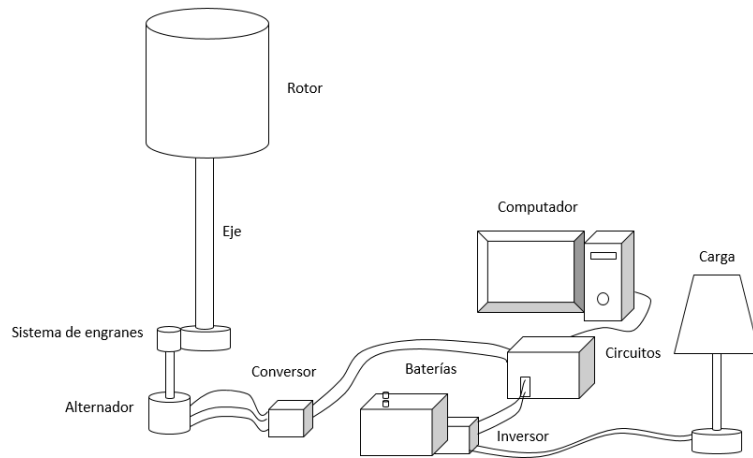 Rotor
Eje
Computador
Carga
Sistema de engranes
Conversor
Baterías
Circuitos
Alternador
Inversor